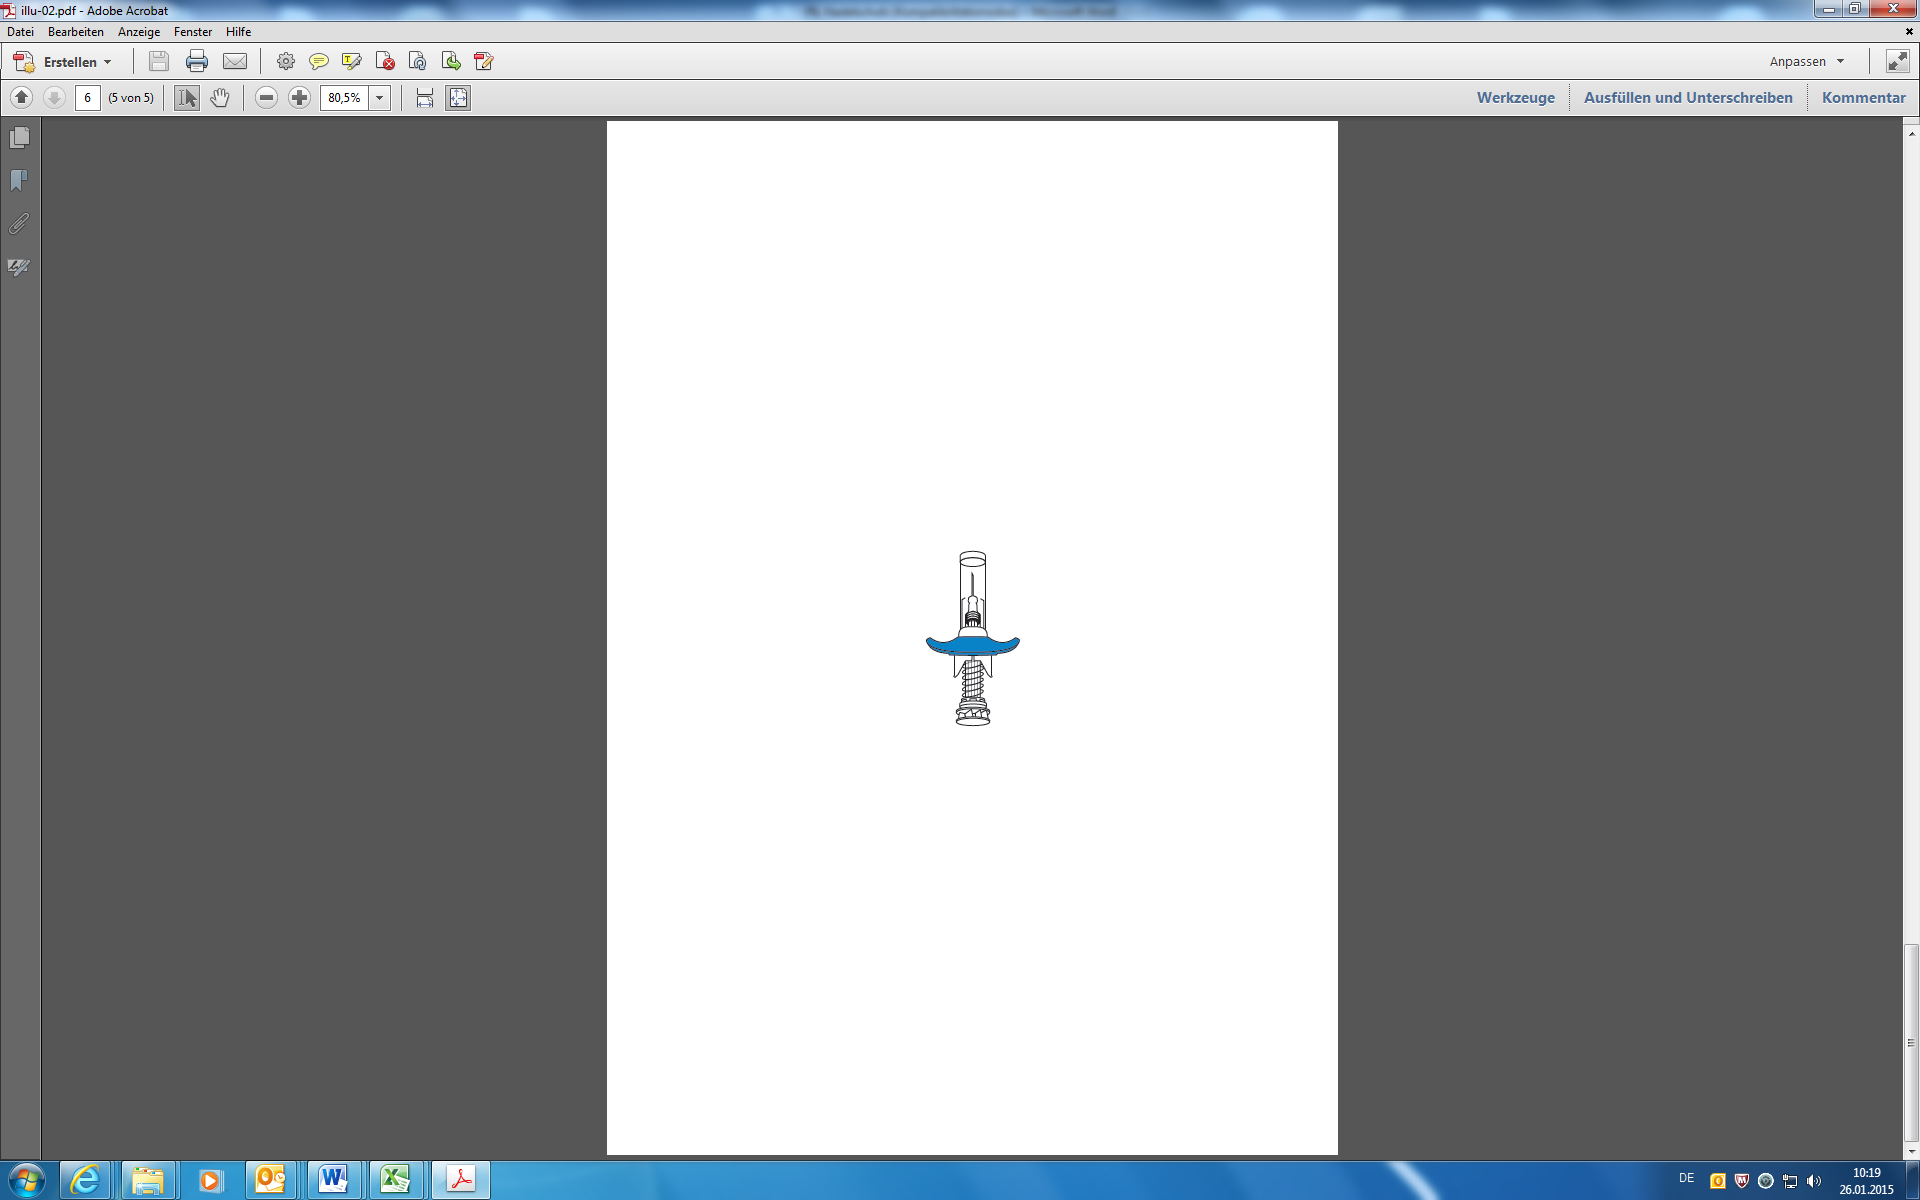 illu-02.pdf - Adobe Acrobat
Datei Bearbeiten Anzeige Fenster Hilfe
Erstellen
Anpassen
6 (5 von 5) 80,5%
Werkzeuge Ausfüllen und Unterschreiben Kommentar
DE
10:19
26.01.2015